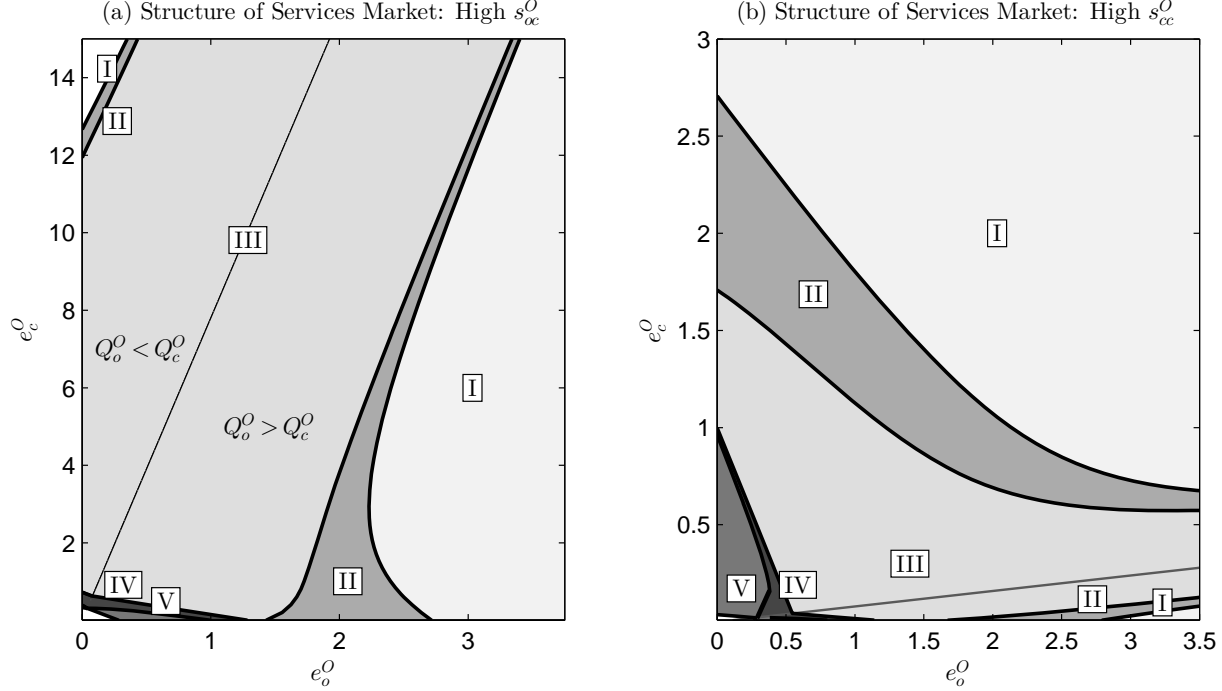 (a) Structure of Services Market: High $s_{oc}^{O}$
I
II
III
$Q_o^O < Q_c^O$
$Q_o^O > Q_c^O$
I
IV
V
II
14
12
10
8
6
4
2
0
1
2
3
$e_c^O$
$e_o^O$
(b) Structure of Services Market: High $s_{cc}^{O}$
I
II
III
V
IV
II
I
3
2.5
2
1.5
1
0.5
0
0.5
1
1.5
2
2.5
3
3.5
$e_c^O$
$e_o^O$